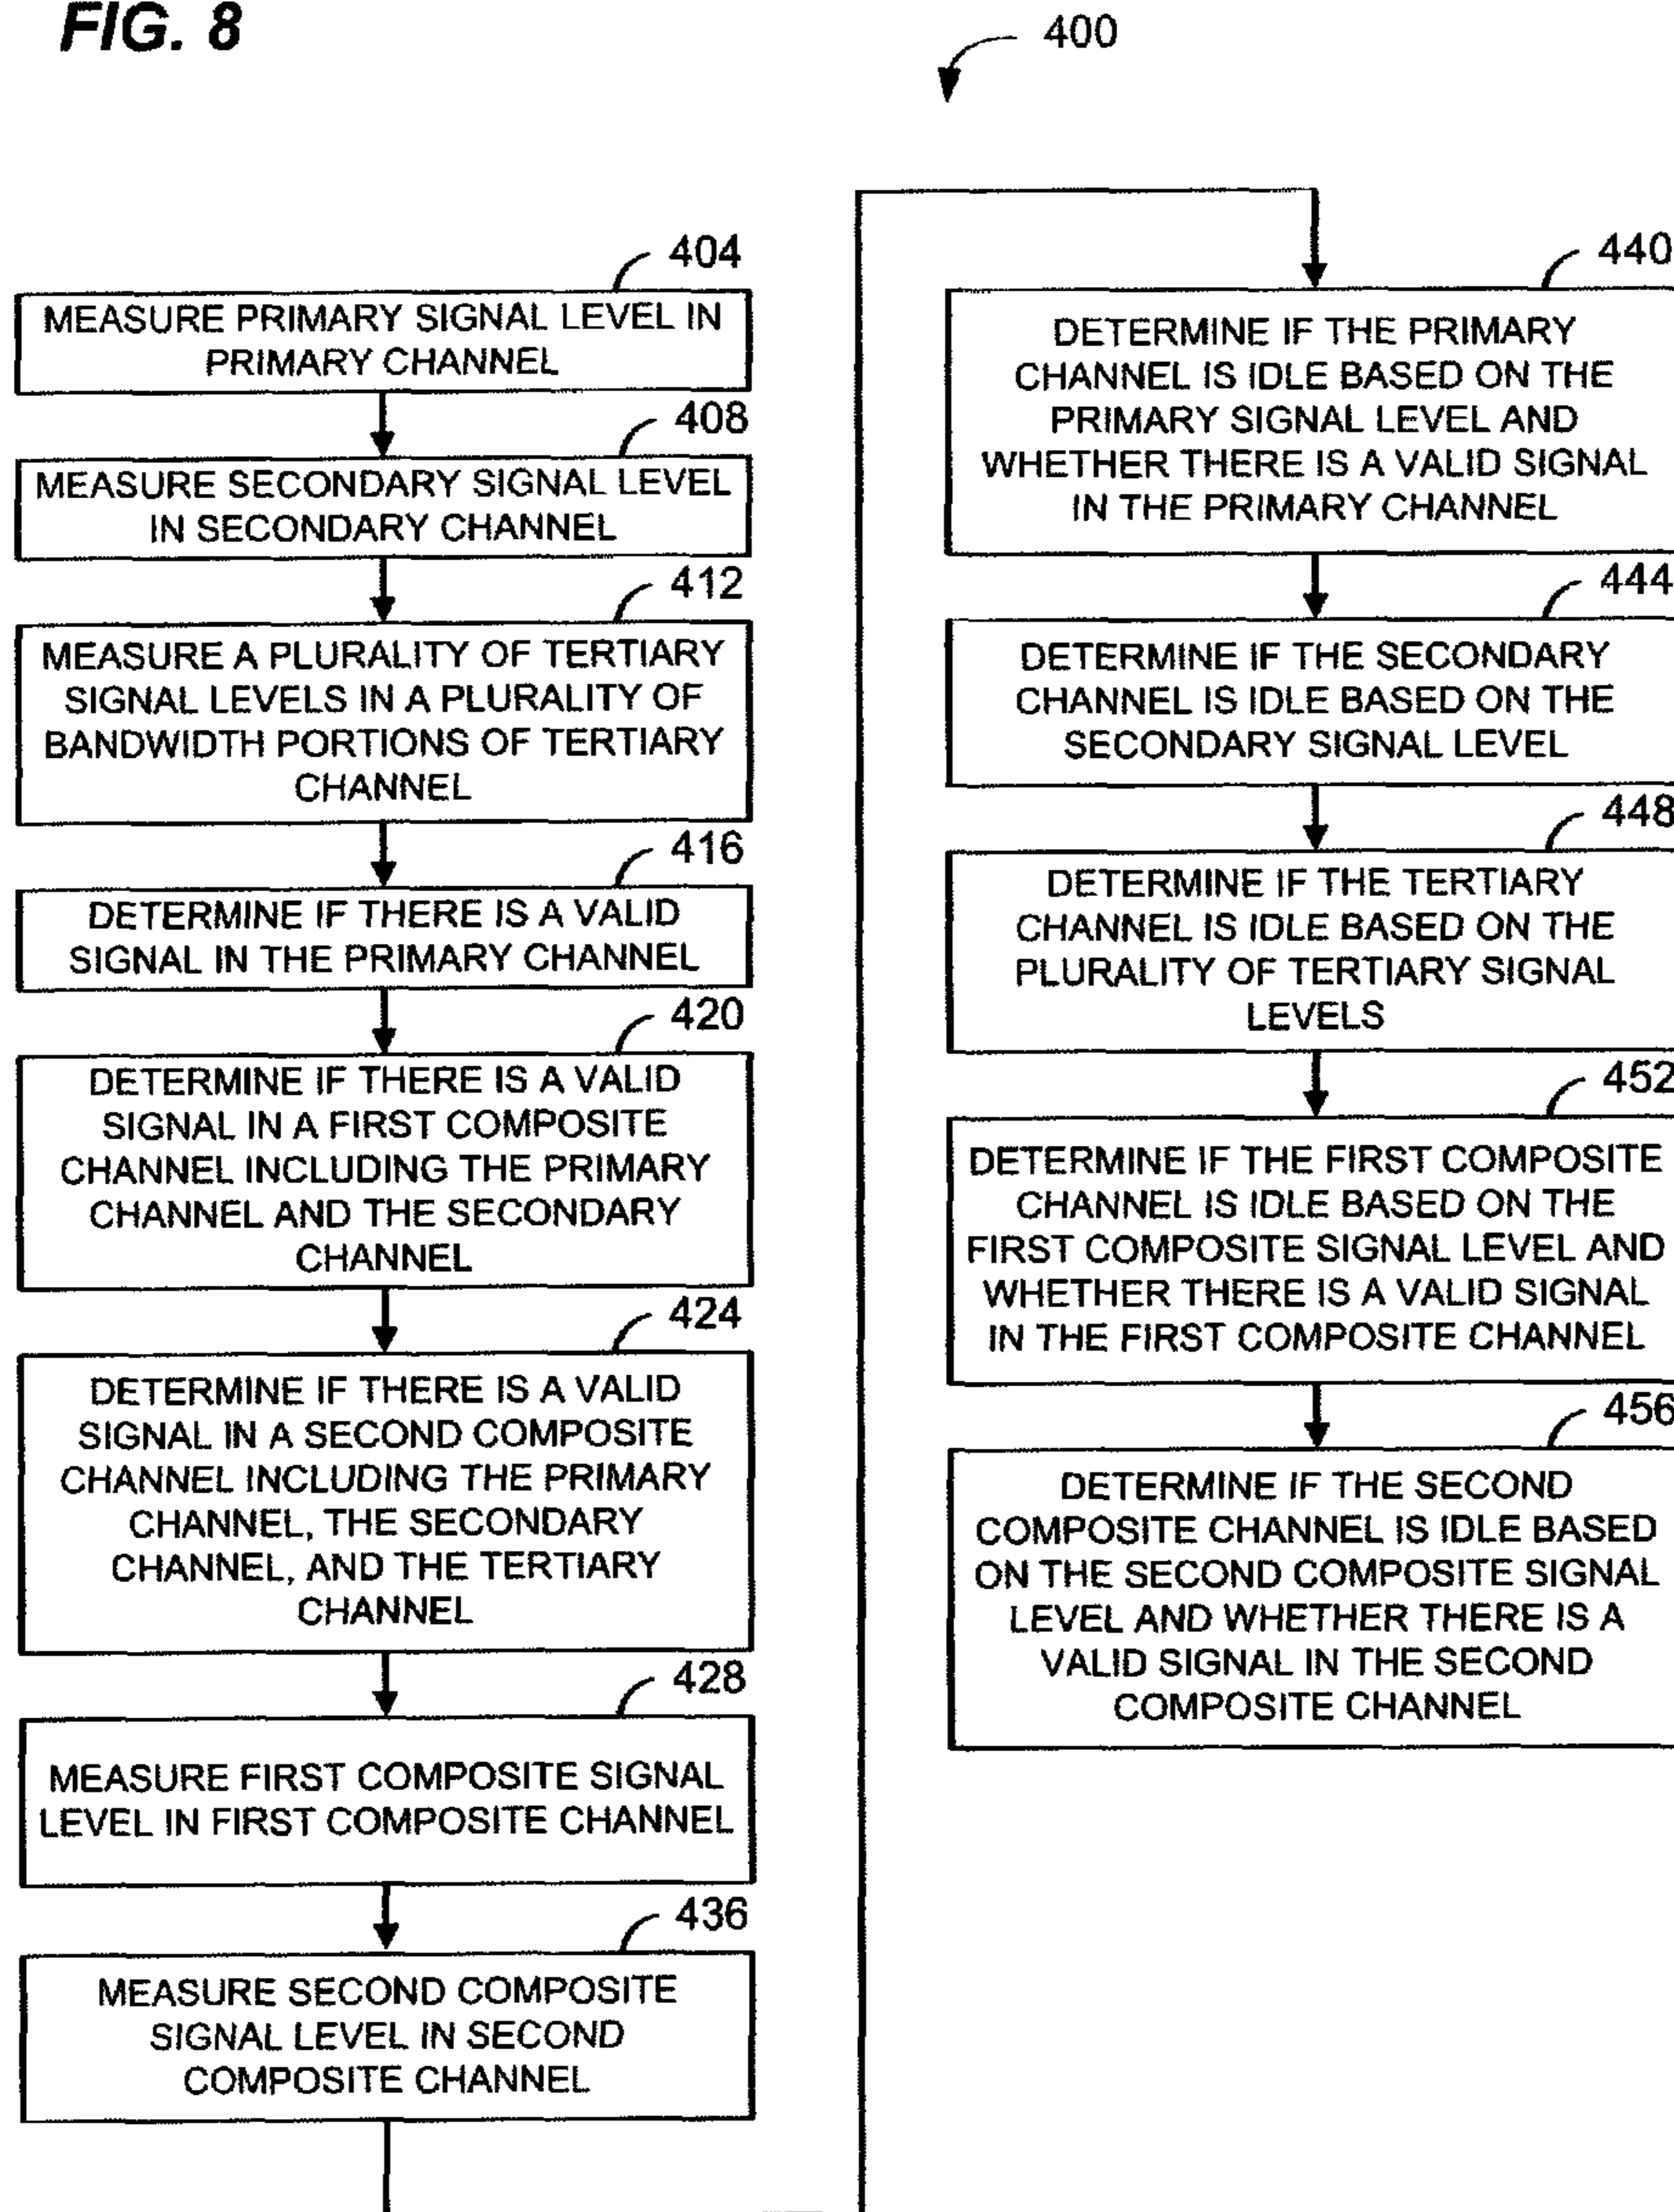 FIG. 8
400
404
MEASURE PRIMARY SIGNAL LEVEL IN
PRIMARY CHANNEL
408
MEASURE SECONDARY SIGNAL LEVEL
IN SECONDARY CHANNEL
412
MEASURE A PLURALITY OF TERTIARY
SIGNAL LEVELS IN A PLURALITY OF
BANDWIDTH PORTIONS OF TERTIARY
CHANNEL
416
DETERMINE IF THERE IS A VALID
SIGNAL IN THE PRIMARY CHANNEL
420
DETERMINE IF THERE IS A VALID
SIGNAL IN A FIRST COMPOSITE
CHANNEL INCLUDING THE PRIMARY
CHANNEL AND THE SECONDARY
CHANNEL
424
DETERMINE IF THERE IS A VALID
SIGNAL IN A SECOND COMPOSITE
CHANNEL INCLUDING THE PRIMARY
CHANNEL, THE SECONDARY
CHANNEL, AND THE TERTIARY
CHANNEL
428
MEASURE FIRST COMPOSITE SIGNAL
LEVEL IN FIRST COMPOSITE CHANNEL
436
MEASURE SECOND COMPOSITE
SIGNAL LEVEL IN SECOND
COMPOSITE CHANNEL
440
DETERMINE IF THE PRIMARY
CHANNEL IS IDLE BASED ON THE
PRIMARY SIGNAL LEVEL AND
WHETHER THERE IS A VALID SIGNAL
IN THE PRIMARY CHANNEL
444
DETERMINE IF THE SECONDARY
CHANNEL IS IDLE BASED ON THE
SECONDARY SIGNAL LEVEL
448
DETERMINE IF THE TERTIARY
CHANNEL IS IDLE BASED ON THE
PLURALITY OF TERTIARY SIGNAL
LEVELS
452
DETERMINE IF THE FIRST COMPOSITE
CHANNEL IS IDLE BASED ON THE
FIRST COMPOSITE SIGNAL LEVEL AND
WHETHER THERE IS A VALID SIGNAL
IN THE FIRST COMPOSITE CHANNEL
456
DETERMINE IF THE SECOND
COMPOSITE CHANNEL IS IDLE BASED
ON THE SECOND COMPOSITE SIGNAL
LEVEL AND WHETHER THERE IS A
VALID SIGNAL IN THE SECOND
COMPOSITE CHANNEL